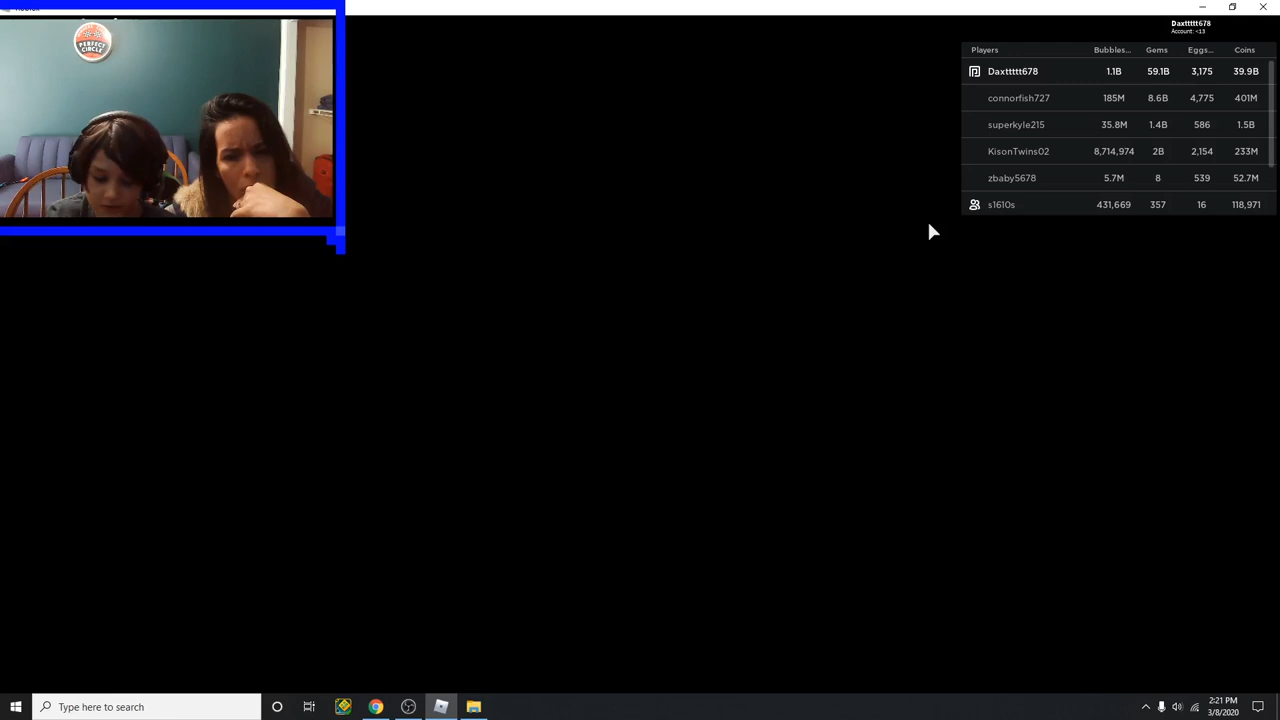 Daxttttt678
Account: <13
Players Bubbles... Gems Eggs... Coins
Daxttttt678 1.1B 59.1B 3,175 39.9B
connorfish727 185M 8.6B 4,775 401M
superkyle215 35.8M 1.4B 586 1.5B
KisonTwins02 8,714,974 2B 2,154 233M
zbaby5678 5.7M 8 539 52.7M
s1610s 431,669 357 16 118,971
PERFECT
CIRCLE
Type here to search
2:21 PM
3/8/2020